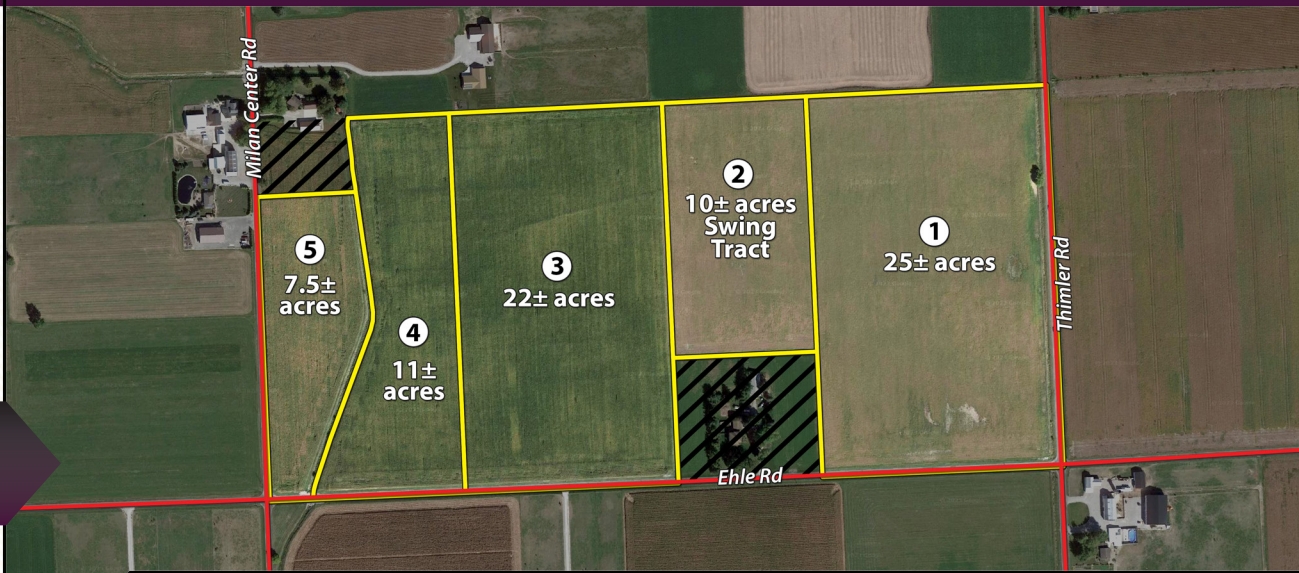 Milan Center Rd
5
7.5±
acres
4
11±
acres
3
22± acres
2
10± acres
Swing
Tract
1
25± acres
Thimler Rd
Ehle Rd